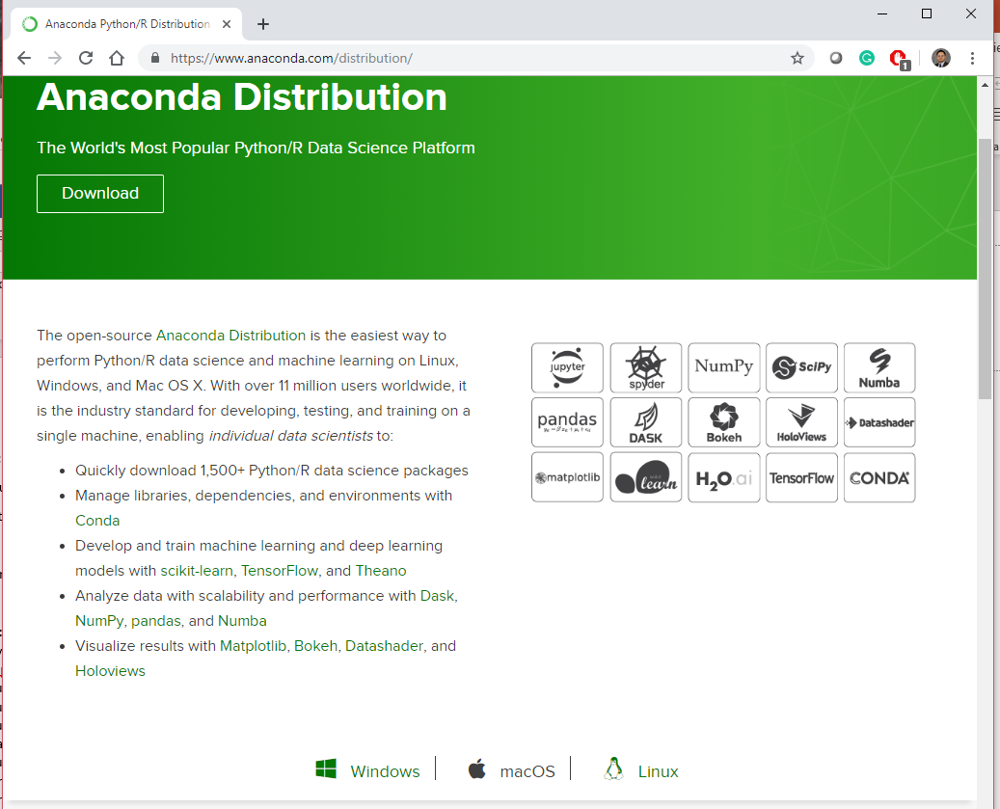 Anaconda Python/R Distribution
https://www.anaconda.com/distribution/
1
Anaconda Distribution
The World's Most Popular Python/R Data Science Platform
Download
The open-source Anaconda Distribution is the easiest way to
perform Python/R data science and machine learning on Linux,
Windows, and Mac OS X. With over 11 million users worldwide, it
is the industry standard for developing, testing, and training on a
single machine, enabling individual data scientists to:
Quickly download 1,500+ Python/R data science packages
Manage libraries, dependencies, and environments with
Conda
Develop and train machine learning and deep learning
models with scikit-learn, TensorFlow, and Theano
Analyze data with scalability and performance with Dask,
NumPy, pandas, and Numba
Visualize results with Matplotlib, Bokeh, Datashader, and
Holoviews
jupyter spyder NumPy SciPy Numba
pandas DASK Bokeh HoloViews Datashader
matplotlib learn H2O.ai TensorFlow CONDA
Windows macOS Linux